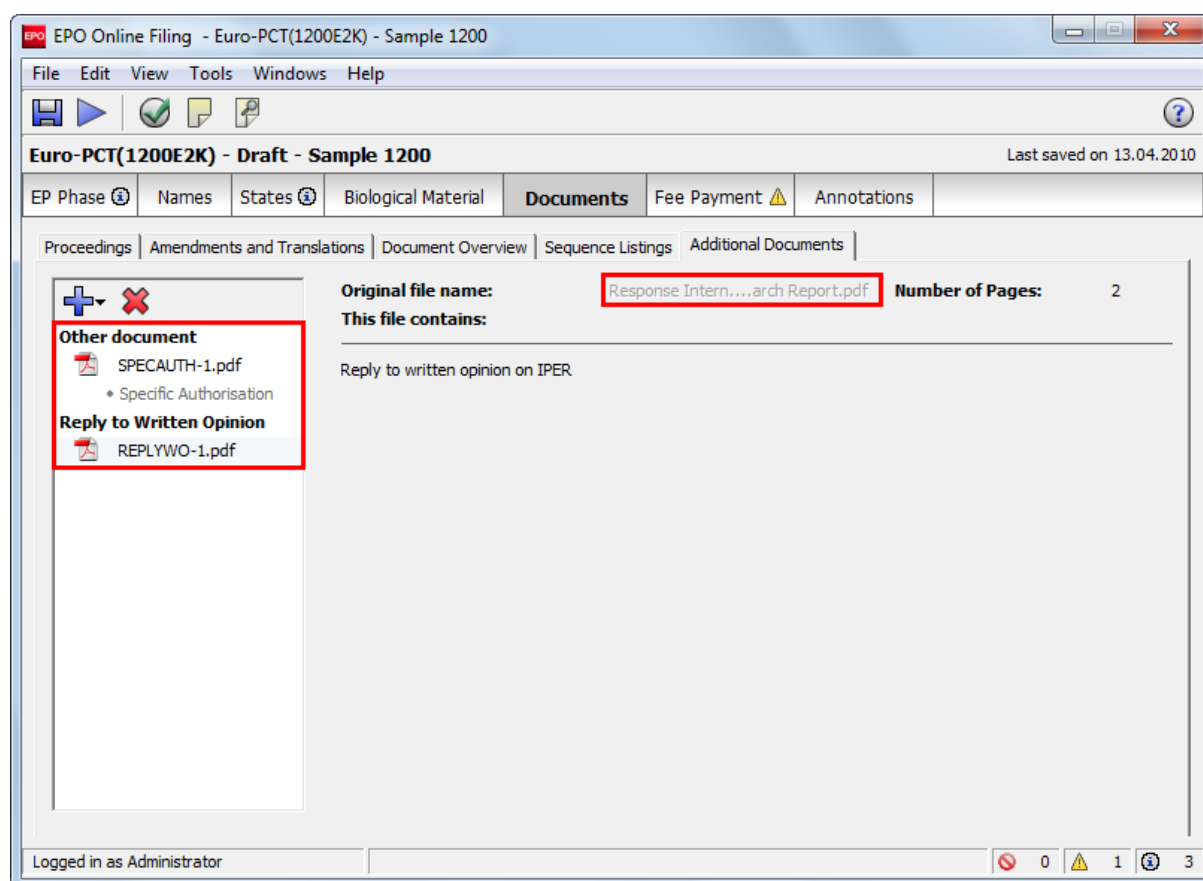 EPO EPO Online Filing - Euro-PCT(1200E2K) - Sample 1200
File Edit View Tools Windows Help
Euro-PCT(1200E2K) - Draft - Sample 1200 Last saved on 13.04.2010
EP Phase Names States Biological Material Documents Fee Payment Annotations
Proceedings Amendments and Translations Document Overview Sequence Listings Additional Documents
Original file name: Response Intern....arch Report.pdf Number of Pages: 2
This file contains:
Other document
SPECAUTH-1.pdf
• Specific Authorisation
Reply to Written Opinion
REPLYWO-1.pdf
Reply to written opinion on IPER
Logged in as Administrator 0 1 3